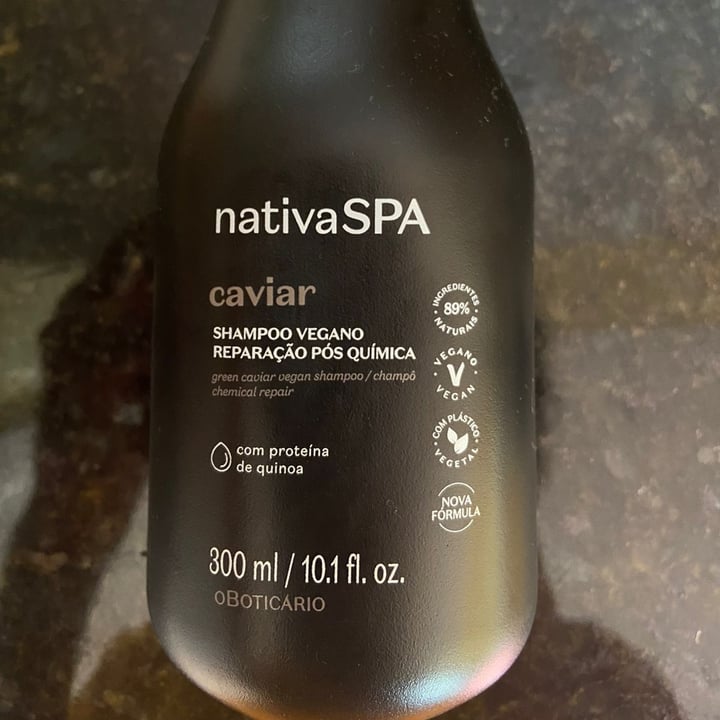 nativaSPA
caviar
SHAMPOO VEGANO
REPARAÇÃO PÓS QUÍMICA
green caviar vegan shampoo / champô
chemical repair
com proteína
de quinoa
INGREDIENTES
89%
NATURAIS
VEGANO
V
VEGAN
COM PLÁSTICO
VEGETAL
NOVA
FÓRMULA
300 ml / 10.1 fl. oz.
oBOTICÁRIO